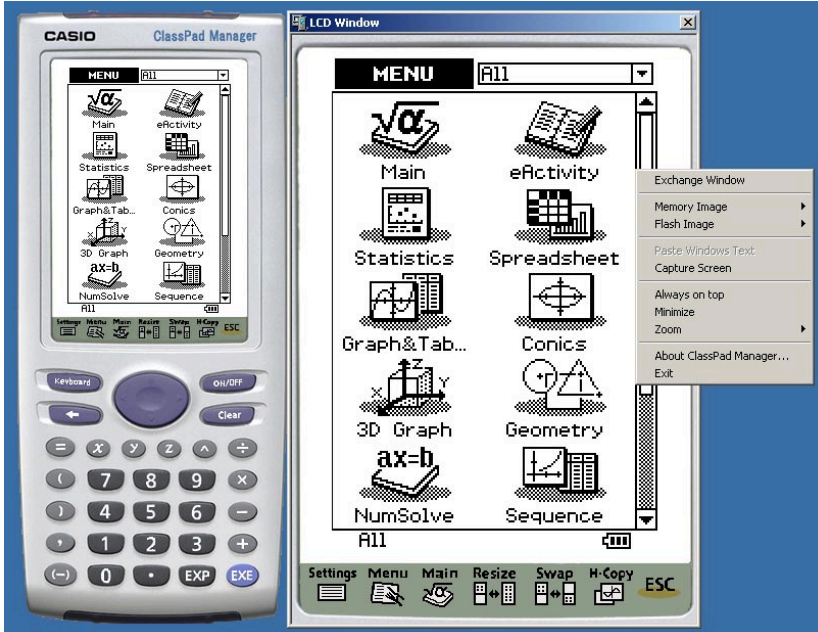 CASIO ClassPad Manager
MENU All
Main eActivity
Statistics Spreadsheet
Graph&Tab... Conics
3D Graph Geometry
ax=b
NumSolve Sequence
All
Settings Menu Main Resize Swap H-Copy ESC
Keyboard ON/OFF
Clear
= x y z ^ ÷
( 7 8 9 ×
) 4 5 6 −
, 1 2 3 +
(−) 0 . EXP EXE
LCD Window
MENU All
√α
Main eActivity
Statistics Spreadsheet
Graph&Tab... Conics
Z
X Y
3D Graph Geometry
ax=b
NumSolve Sequence
All
Settings Menu Main Resize Swap H-Copy ESC
Exchange Window
Memory Image
Flash Image
Paste Windows Text
Capture Screen
Always on top
Minimize
Zoom
About ClassPad Manager...
Exit